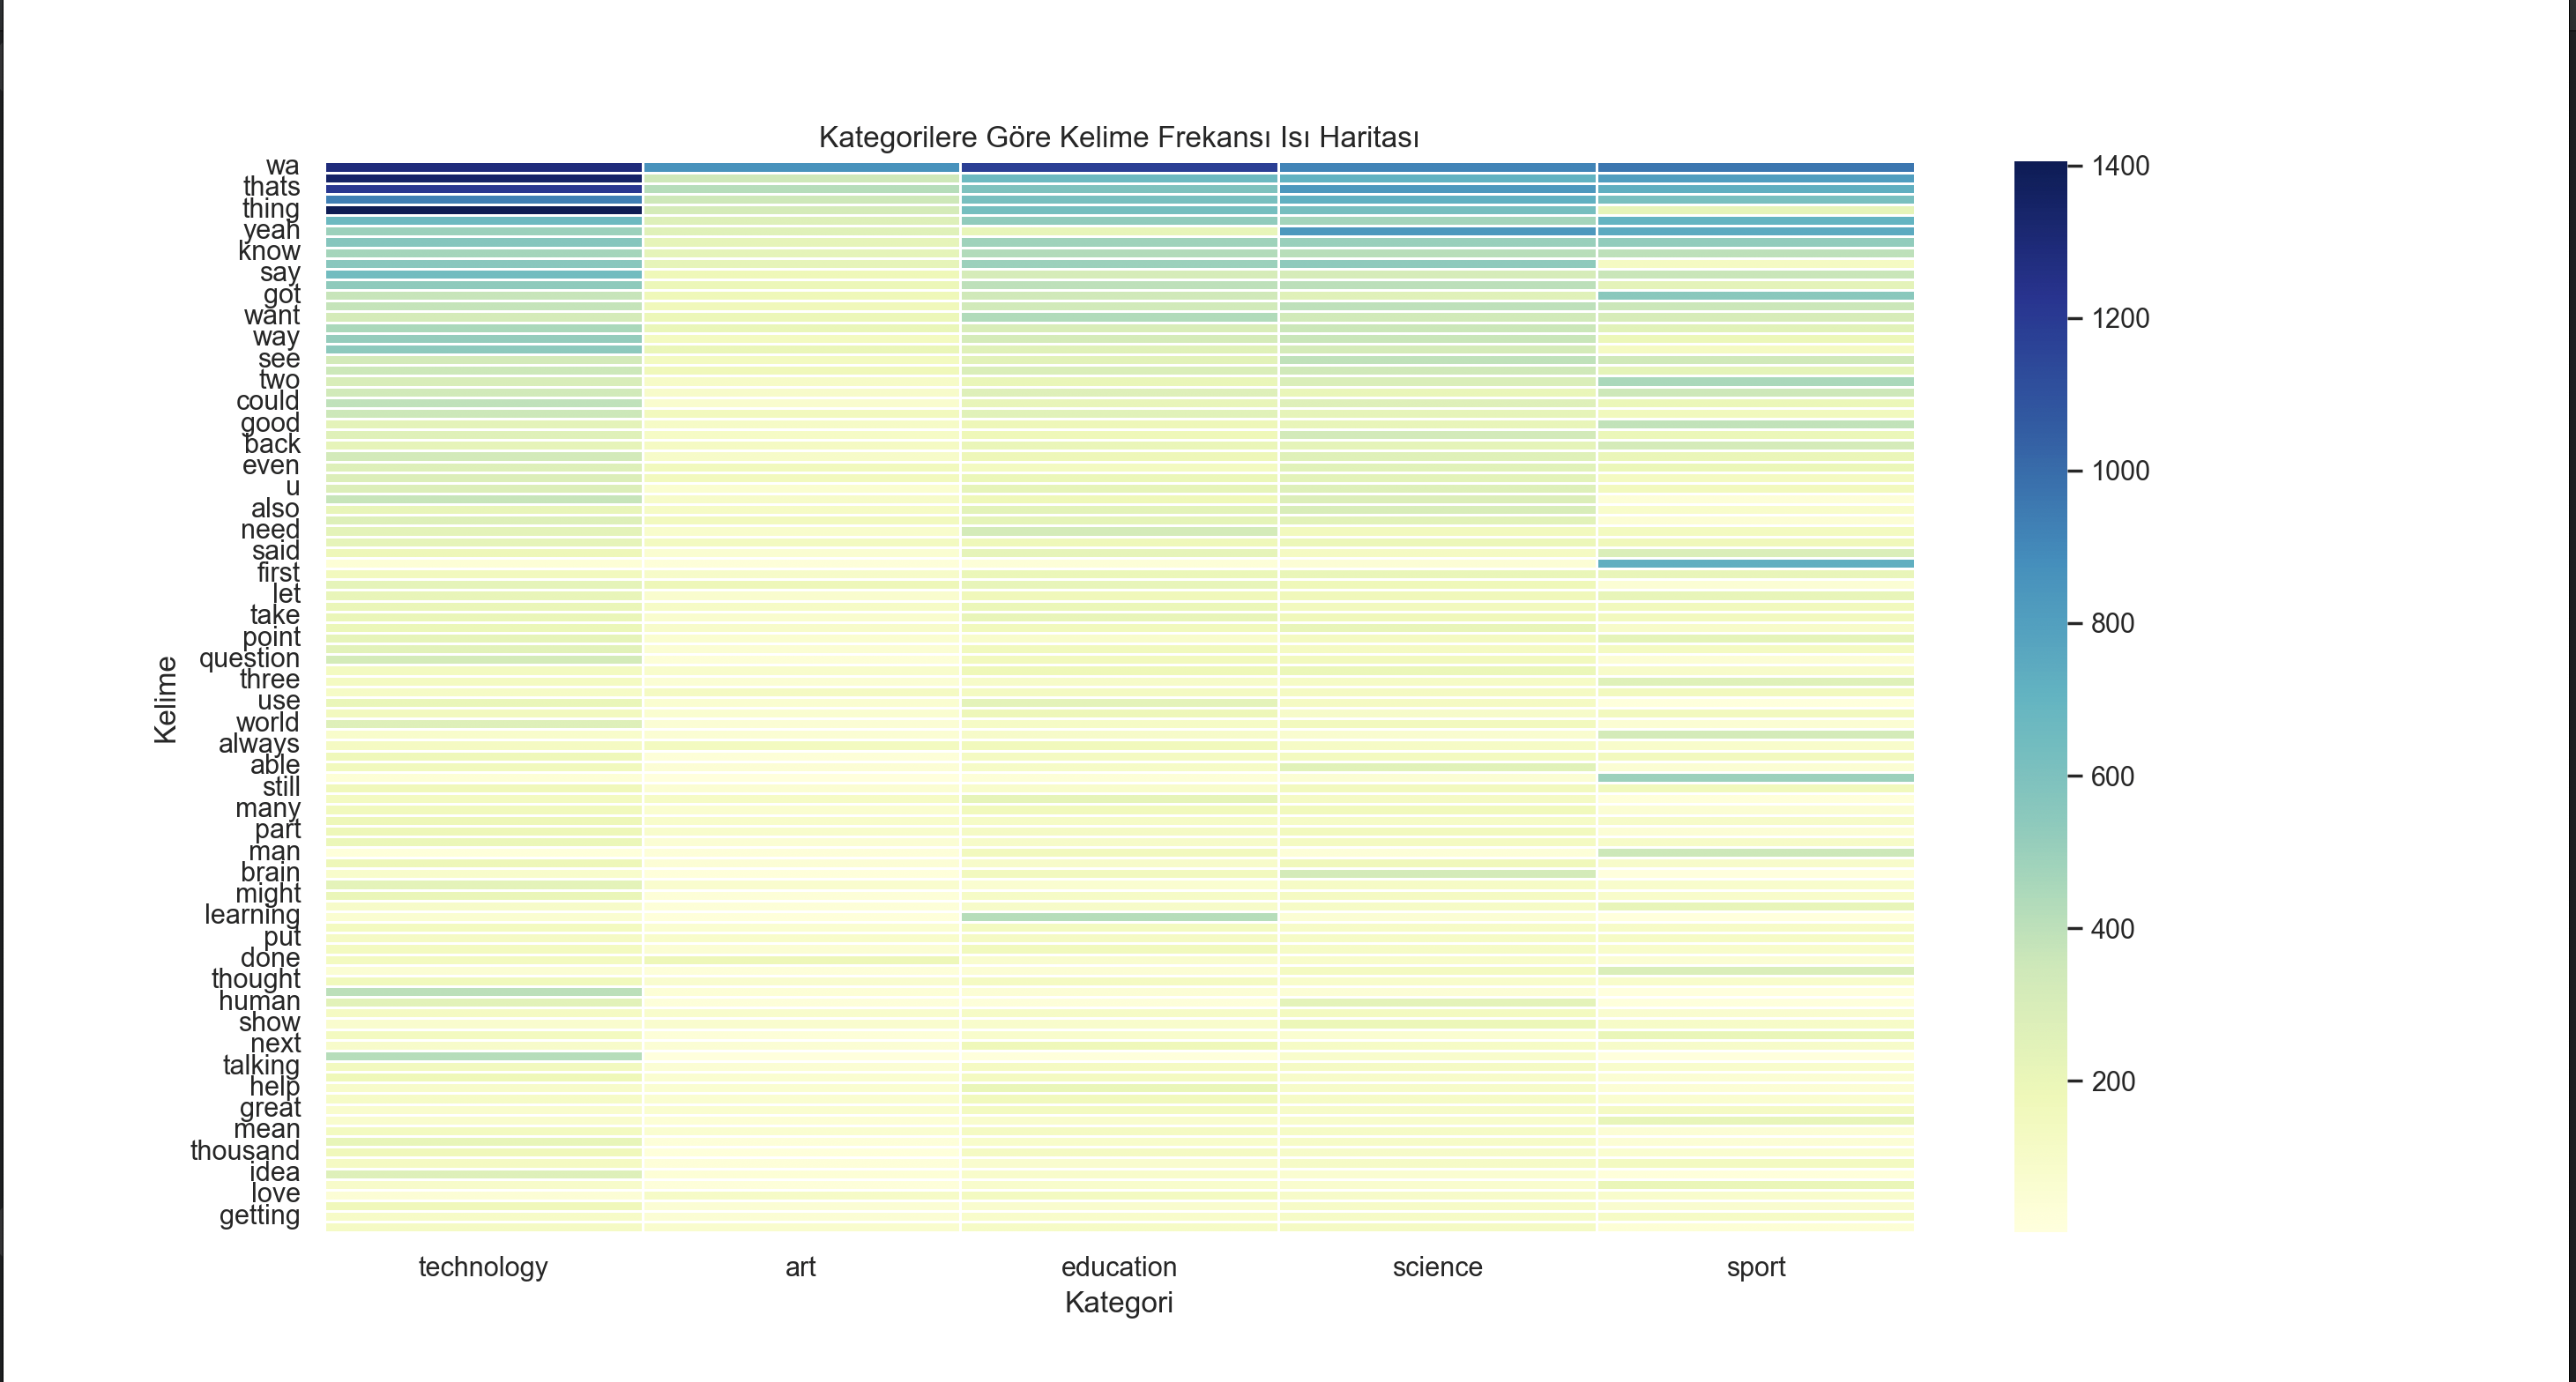 Kategorilere Göre Kelime Frekansı Isı Haritası
wa
thats
thing
yeah
know
say
got
want
way
see
two
could
good
back
even
u
also
need
said
first
let
take
point
question
three
use
world
always
able
still
many
part
man
brain
might
learning
put
done
thought
human
show
next
talking
help
great
mean
thousand
idea
love
getting
Kelime
technology art education science sport
Kategori
1400
1200
1000
800
600
400
200